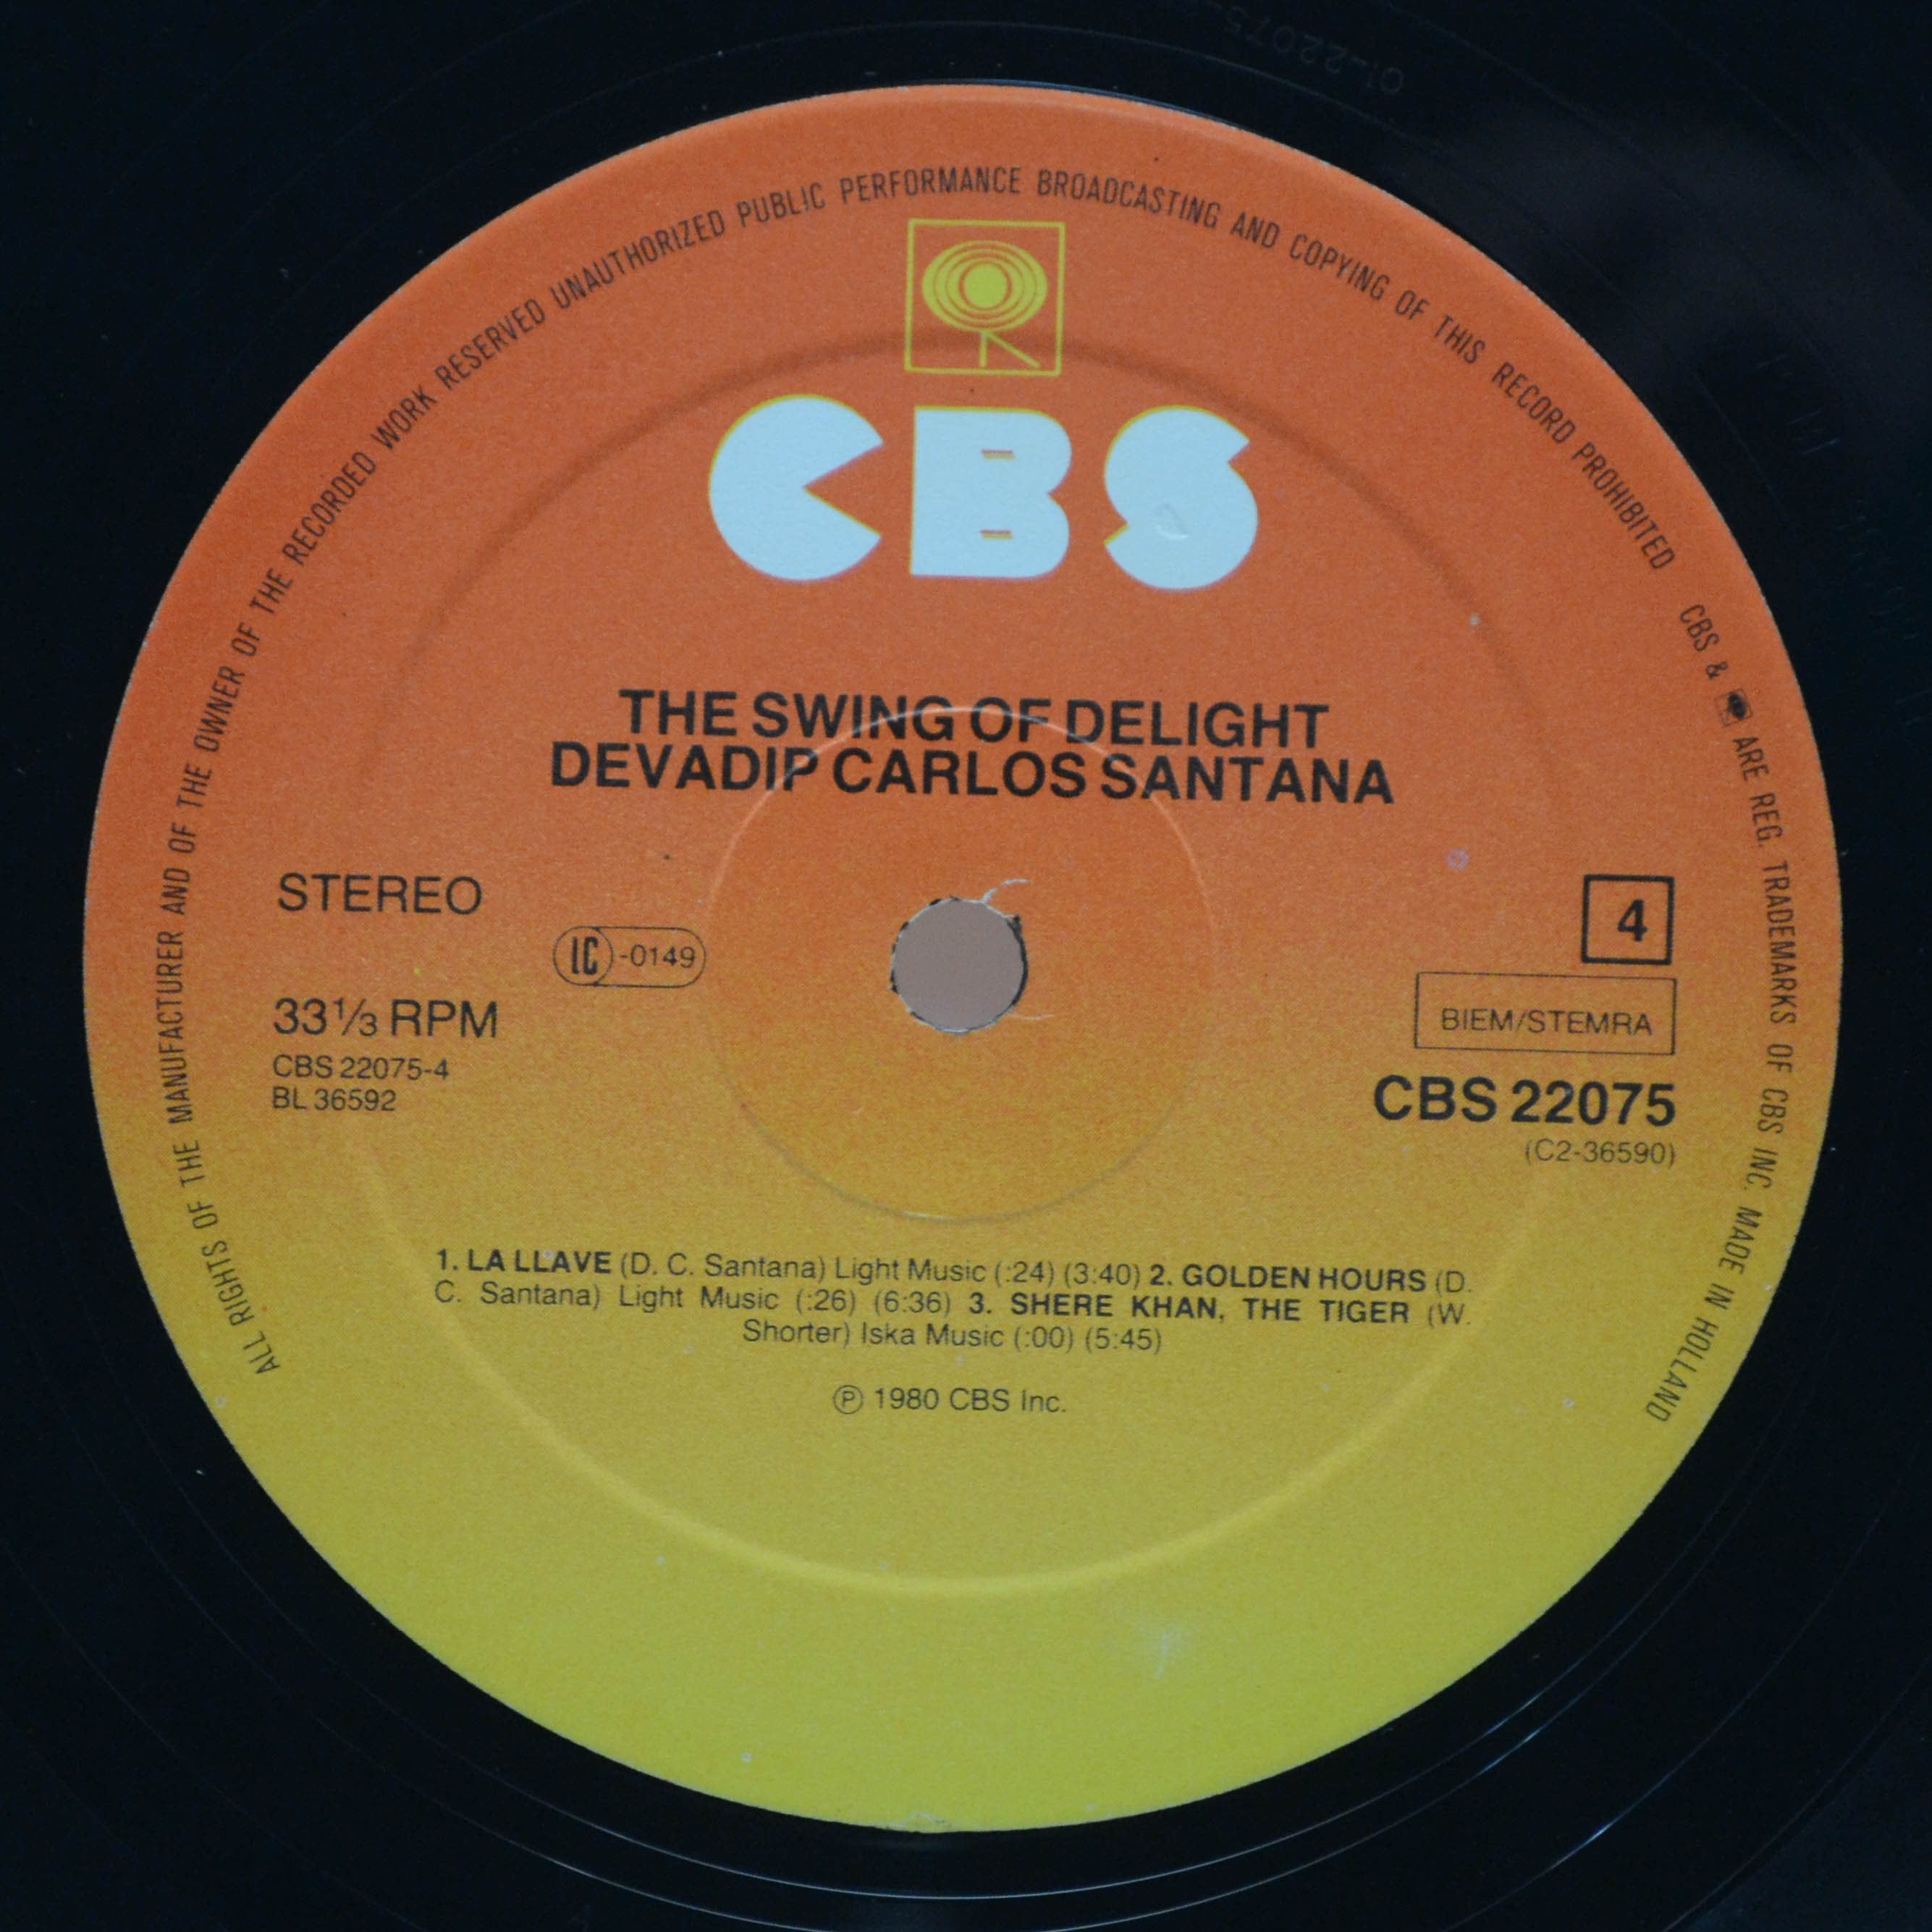 ALL RIGHTS OF THE MANUFACTURER AND OF THE OWNER OF THE RECORDED WORK RESERVED UNAUTHORIZED PUBLIC PERFORMANCE BROADCASTING AND COPYING OF THIS RECORD PROHIBITED CBS & ARE REG. TRADEMARKS OF CBS INC. MADE IN HOLLAND
CBS
THE SWING OF DELIGHT
DEVADIP CARLOS SANTANA
STEREO
LC-0149
33⅓ RPM
CBS 22075-4
BL 36592
4
BIEM/STEMRA
CBS 22075
(C2-36590)
1. LA LLAVE (D. C. Santana) Light Music (:24) (3:40) 2. GOLDEN HOURS (D.
C. Santana) Light Music (:26) (6:36) 3. SHERE KHAN, THE TIGER (W.
Shorter) Iska Music (:00) (5:45)
℗ 1980 CBS Inc.